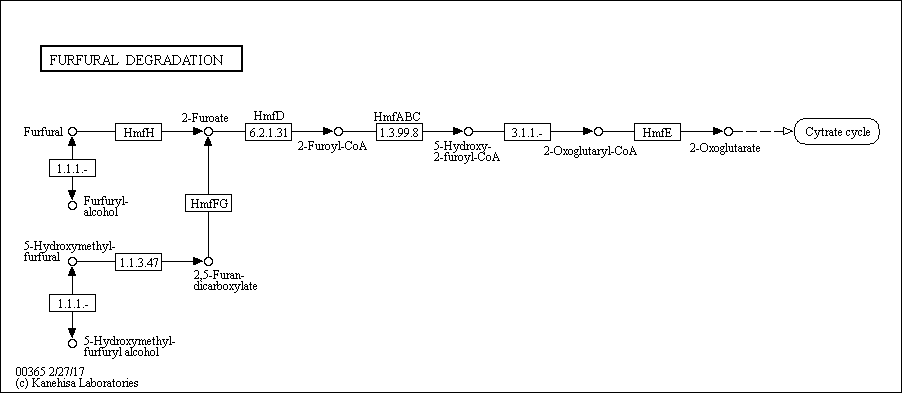 FURFURAL DEGRADATION
HmfD
HmfABC
2-Furoate
Furfural
HmfH
6.2.1.31
1.3.99.8
3.1.1.-
HmfE
Cytrate cycle
2-Furoyl-CoA
5-Hydroxy-
2-furoyl-CoA
2-Oxoglutaryl-CoA
2-Oxoglutarate
1.1.1.-
Furfuryl-
alcohol
HmfFG
5-Hydroxymethyl-
furfural
1.1.3.47
2,5-Furan-
dicarboxylate
1.1.1.-
5-Hydroxymethyl-
furfuryl alcohol
00365 2/27/17
(c) Kanehisa Laboratories